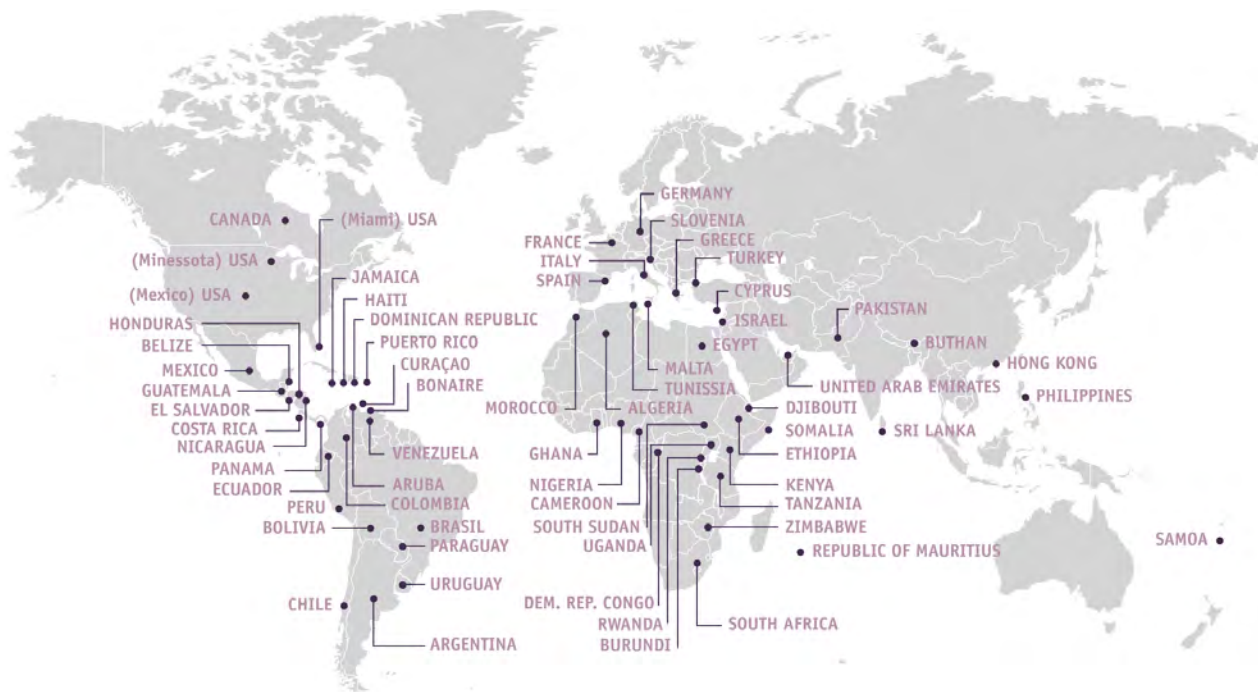 CANADA
(Miami) USA
(Minessota) USA
(Mexico) USA
JAMAICA
HAITI
HONDURAS
DOMINICAN REPUBLIC
BELIZE
PUERTO RICO
MEXICO
CURAÇAO
GUATEMALA
BONAIRE
EL SALVADOR
COSTA RICA
NICARAGUA
VENEZUELA
PANAMA
ECUADOR
ARUBA
PERU
COLOMBIA
BOLIVIA
BRASIL
PARAGUAY
URUGUAY
CHILE
ARGENTINA
GERMANY
SLOVENIA
FRANCE
GREECE
ITALY
TURKEY
SPAIN
CYPRUS
ISRAEL
EGYPT
MALTA
TUNISSIA
MOROCCO
ALGERIA
PAKISTAN
BUTHAN
HONG KONG
UNITED ARAB EMIRATES
PHILIPPINES
DJIBOUTI
SOMALIA
SRI LANKA
GHANA
ETHIOPIA
NIGERIA
KENYA
CAMEROON
TANZANIA
SOUTH SUDAN
ZIMBABWE
UGANDA
REPUBLIC OF MAURITIUS
SAMOA
DEM. REP. CONGO
RWANDA
SOUTH AFRICA
BURUNDI